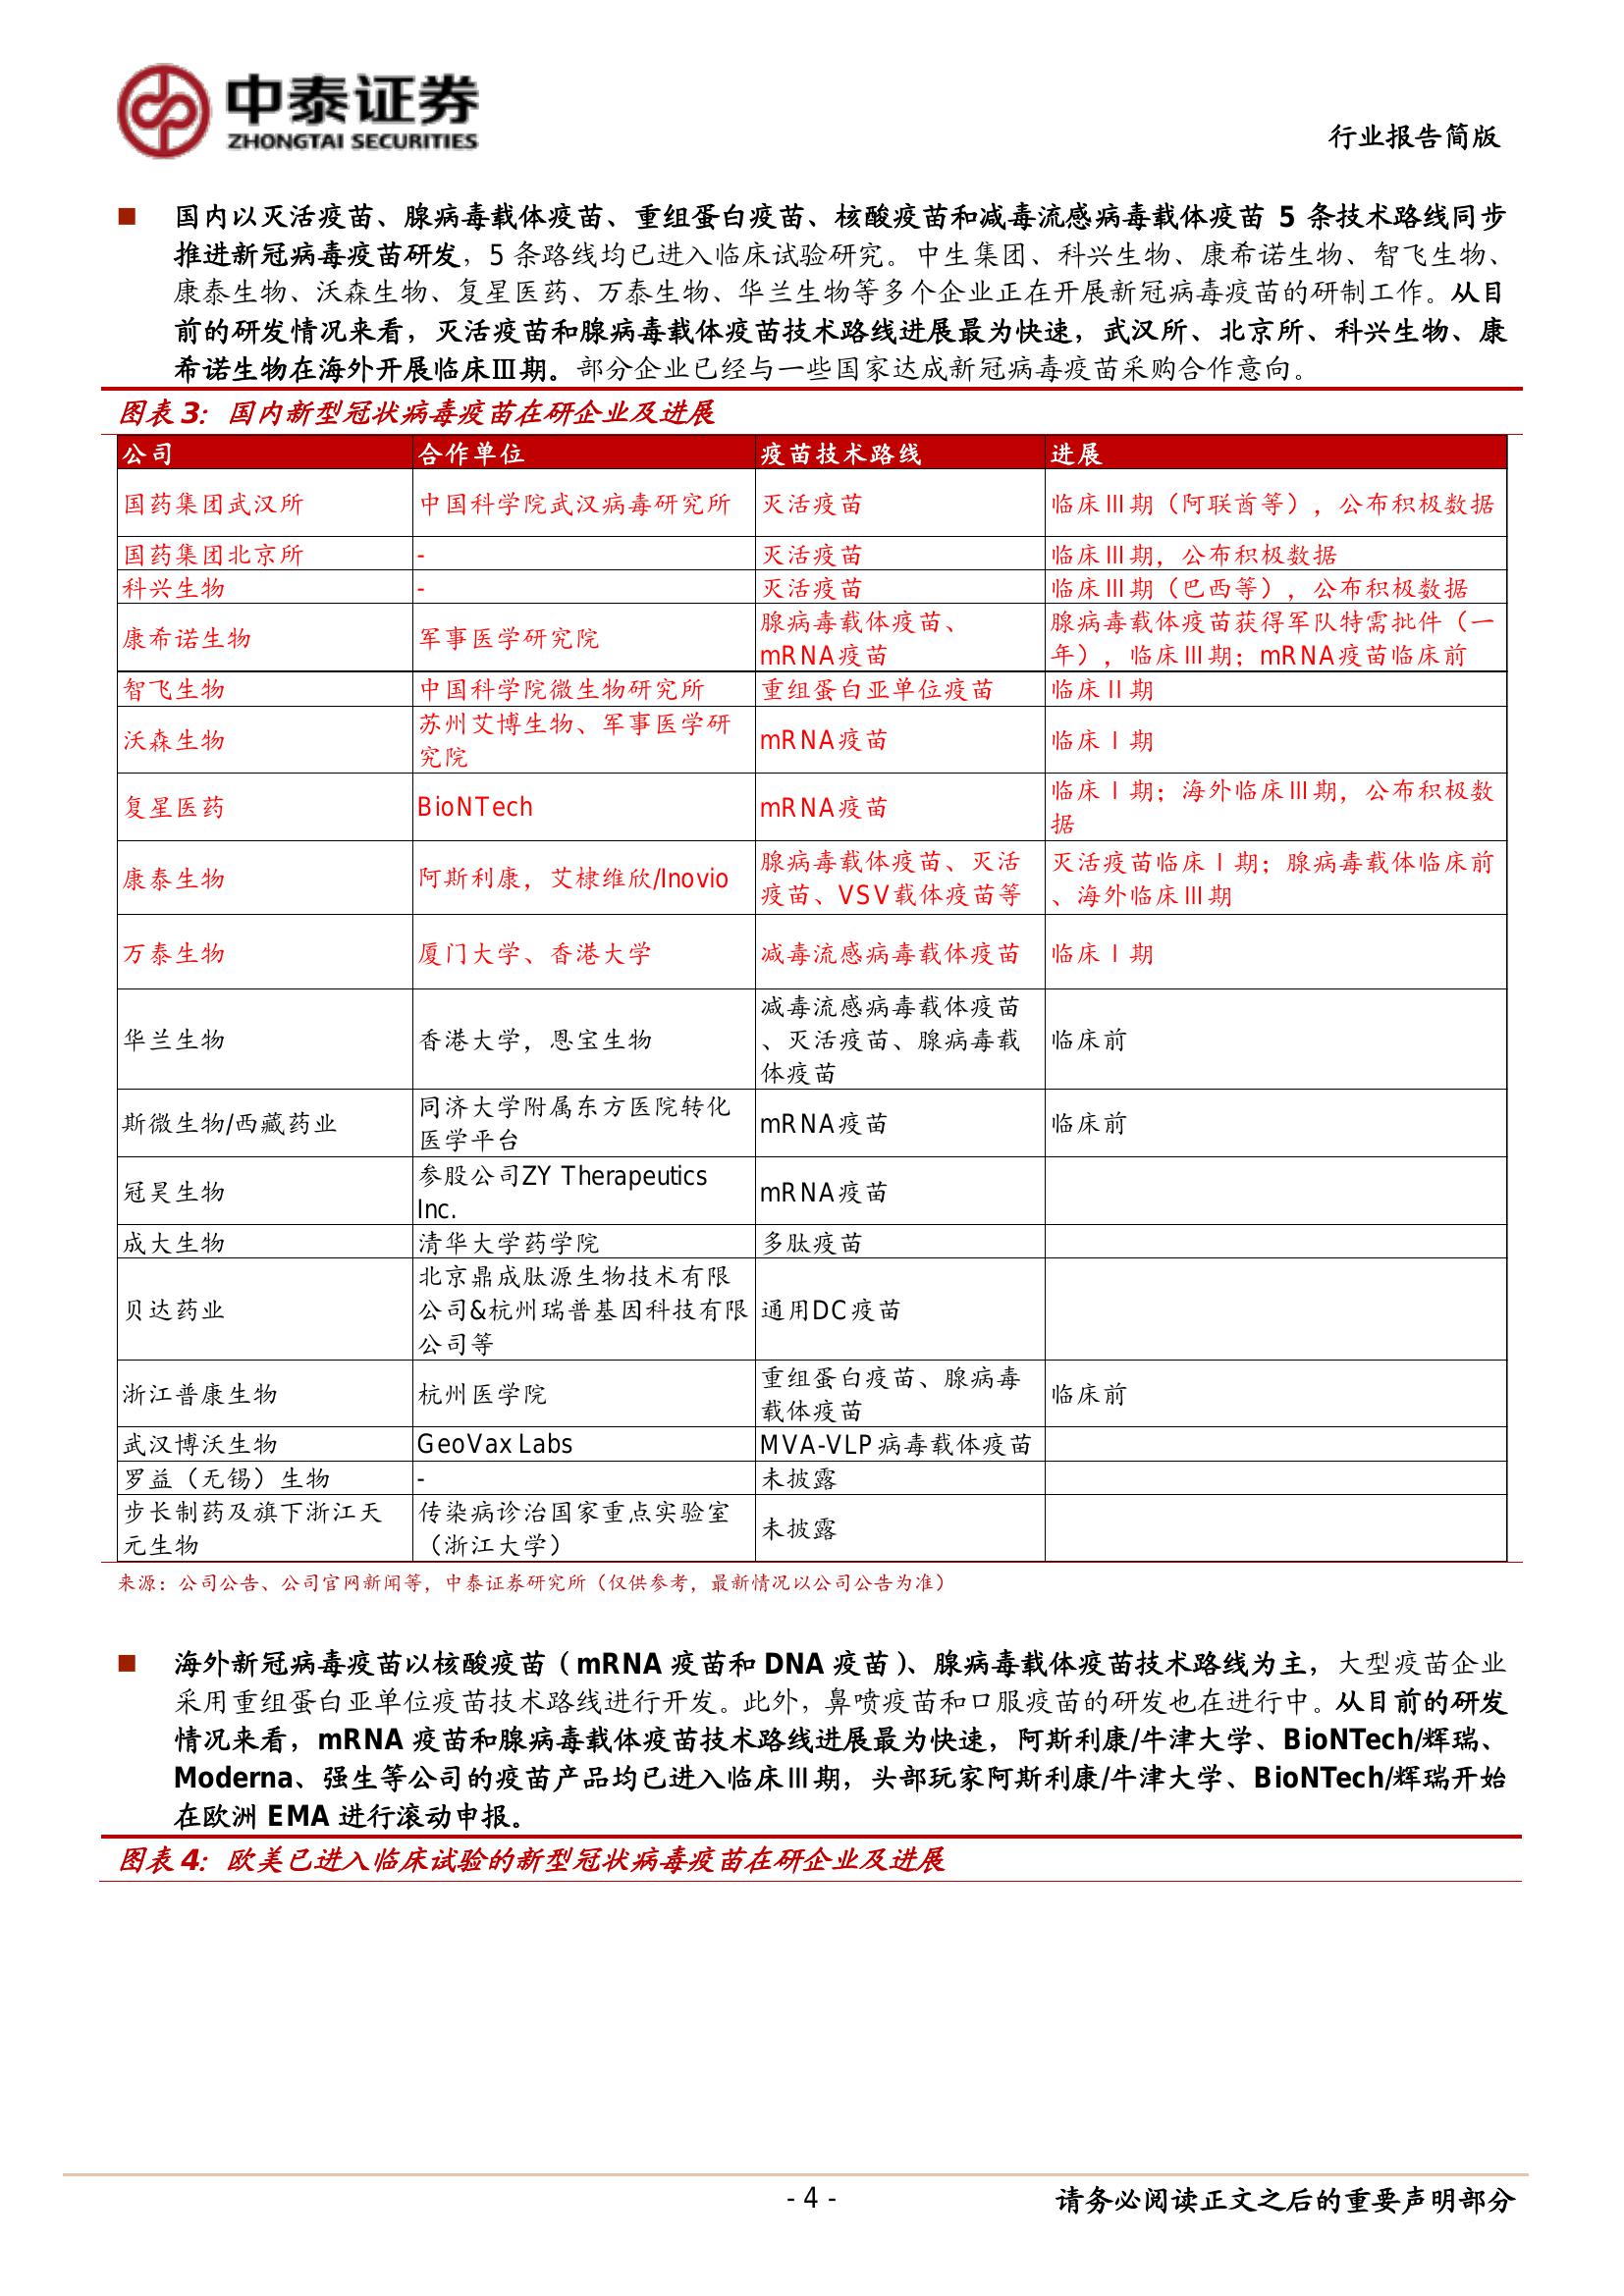 中泰证券
ZHONGTAI SECURITIES
行业报告简版
■ 国内以灭活疫苗、腺病毒载体疫苗、重组蛋白疫苗、核酸疫苗和减毒流感病毒载体疫苗 5 条技术路线同步
推进新冠病毒疫苗研发，5 条路线均已进入临床试验研究。中生集团、科兴生物、康希诺生物、智飞生物、
康泰生物、沃森生物、复星医药、万泰生物、华兰生物等多个企业正在开展新冠病毒疫苗的研制工作。从目
前的研发情况来看，灭活疫苗和腺病毒载体疫苗技术路线进展最为快速，武汉所、北京所、科兴生物、康
希诺生物在海外开展临床Ⅲ期。部分企业已经与一些国家达成新冠病毒疫苗采购合作意向。
图表 3：国内新型冠状病毒疫苗在研企业及进展
公司 合作单位 疫苗技术路线 进展
国药集团武汉所 中国科学院武汉病毒研究所 灭活疫苗 临床Ⅲ期（阿联酋等），公布积极数据
国药集团北京所 - 灭活疫苗 临床Ⅲ期，公布积极数据
科兴生物 - 灭活疫苗 临床Ⅲ期（巴西等），公布积极数据
康希诺生物 军事医学研究院 腺病毒载体疫苗、
mRNA疫苗 腺病毒载体疫苗获得军队特需批件（一
年），临床Ⅲ期；mRNA疫苗临床前
智飞生物 中国科学院微生物研究所 重组蛋白亚单位疫苗 临床Ⅱ期
沃森生物 苏州艾博生物、军事医学研
究院 mRNA疫苗 临床Ⅰ期
复星医药 BioNTech mRNA疫苗 临床Ⅰ期；海外临床Ⅲ期，公布积极数
据
康泰生物 阿斯利康，艾棣维欣/Inovio 腺病毒载体疫苗、灭活
疫苗、VSV载体疫苗等 灭活疫苗临床Ⅰ期；腺病毒载体临床前
、海外临床Ⅲ期
万泰生物 厦门大学、香港大学 减毒流感病毒载体疫苗 临床Ⅰ期
华兰生物 香港大学，恩宝生物 减毒流感病毒载体疫苗
、灭活疫苗、腺病毒载
体疫苗 临床前
斯微生物/西藏药业 同济大学附属东方医院转化
医学平台 mRNA疫苗 临床前
冠昊生物 参股公司ZY Therapeutics
Inc. mRNA疫苗
成大生物 清华大学药学院 多肽疫苗
贝达药业 北京鼎成肽源生物技术有限
公司&杭州瑞普基因科技有限
公司等 通用DC疫苗
浙江普康生物 杭州医学院 重组蛋白疫苗、腺病毒
载体疫苗 临床前
武汉博沃生物 GeoVax Labs MVA-VLP病毒载体疫苗
罗益（无锡）生物 - 未披露
步长制药及旗下浙江天
元生物 传染病诊治国家重点实验室
（浙江大学） 未披露
来源：公司公告、公司官网新闻等，中泰证券研究所（仅供参考，最新情况以公司公告为准）
■ 海外新冠病毒疫苗以核酸疫苗（mRNA 疫苗和 DNA 疫苗）、腺病毒载体疫苗技术路线为主，大型疫苗企业
采用重组蛋白亚单位疫苗技术路线进行开发。此外，鼻喷疫苗和口服疫苗的研发也在进行中。从目前的研发
情况来看，mRNA 疫苗和腺病毒载体疫苗技术路线进展最为快速，阿斯利康/牛津大学、BioNTech/辉瑞、
Moderna、强生等公司的疫苗产品均已进入临床Ⅲ期，头部玩家阿斯利康/牛津大学、BioNTech/辉瑞开始
在欧洲 EMA 进行滚动申报。
图表 4：欧美已进入临床试验的新型冠状病毒疫苗在研企业及进展
- 4 -
请务必阅读正文之后的重要声明部分